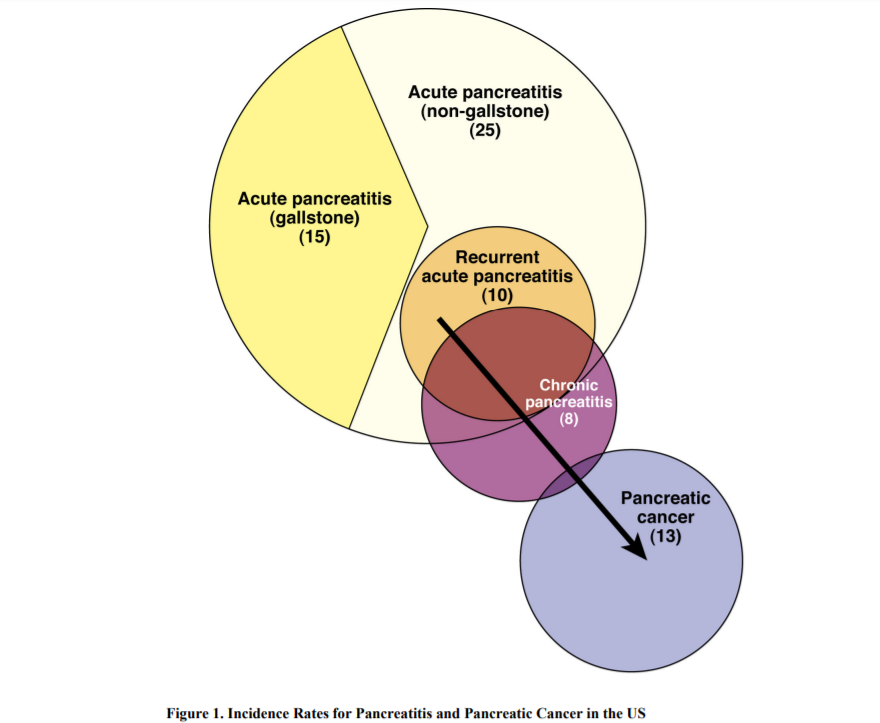 Acute pancreatitis
(non-gallstone)
(25)
Acute pancreatitis
(gallstone)
(15)
Recurrent
acute pancreatitis
(10)
Chronic
pancreatitis
(8)
Pancreatic
cancer
(13)
Figure 1. Incidence Rates for Pancreatitis and Pancreatic Cancer in the US